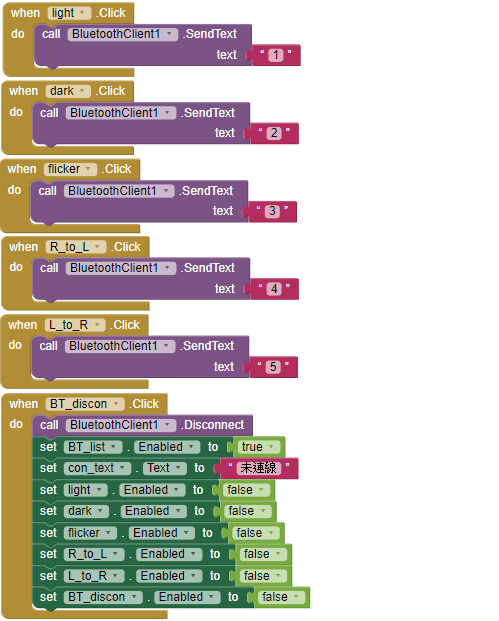 when light .Click
do call BluetoothClient1 .SendText
text " 1 "
when dark .Click
do call BluetoothClient1 .SendText
text " 2 "
when flicker .Click
do call BluetoothClient1 .SendText
text " 3 "
when R_to_L .Click
do call BluetoothClient1 .SendText
text " 4 "
when L_to_R .Click
do call BluetoothClient1 .SendText
text " 5 "
when BT_discon .Click
do call BluetoothClient1 .Disconnect
set BT_list . Enabled to true
set con_text . Text to " 未連線 "
set light . Enabled to false
set dark . Enabled to false
set flicker . Enabled to false
set R_to_L . Enabled to false
set L_to_R . Enabled to false
set BT_discon . Enabled to false